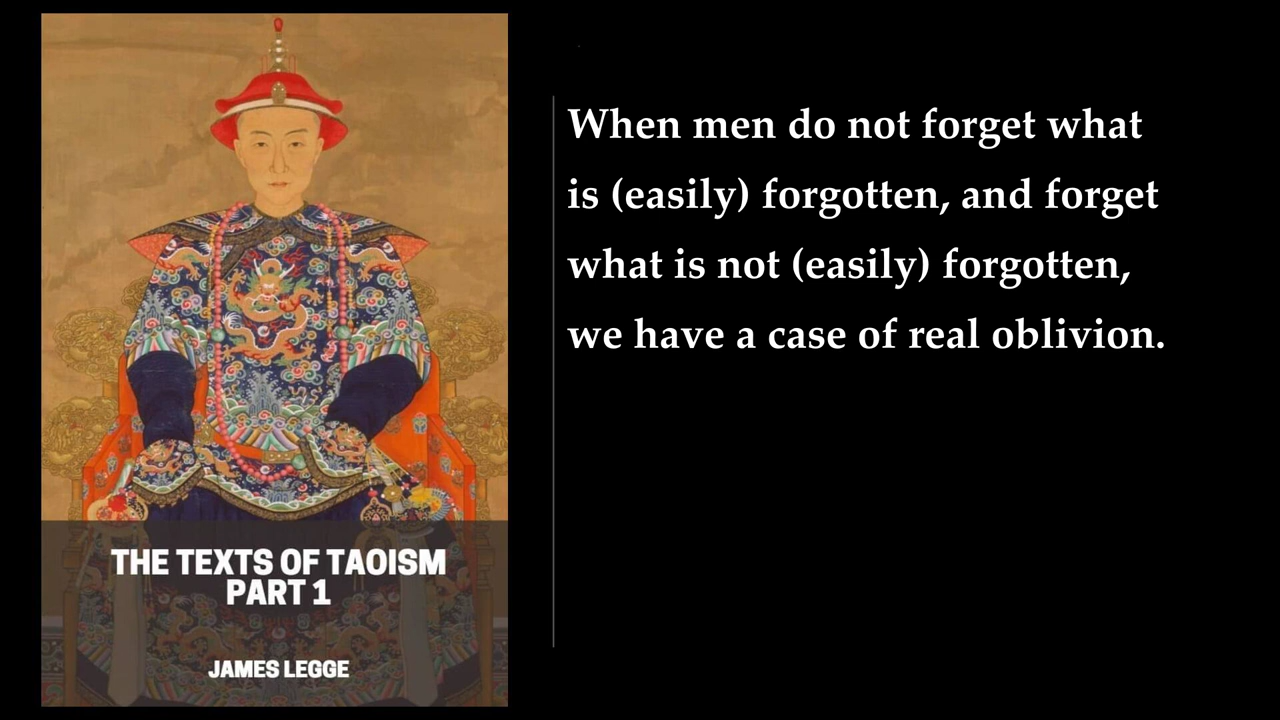 THE TEXTS OF TAOISM
PART 1
JAMES LEGGE
When men do not forget what
is (easily) forgotten, and forget
what is not (easily) forgotten,
we have a case of real oblivion.